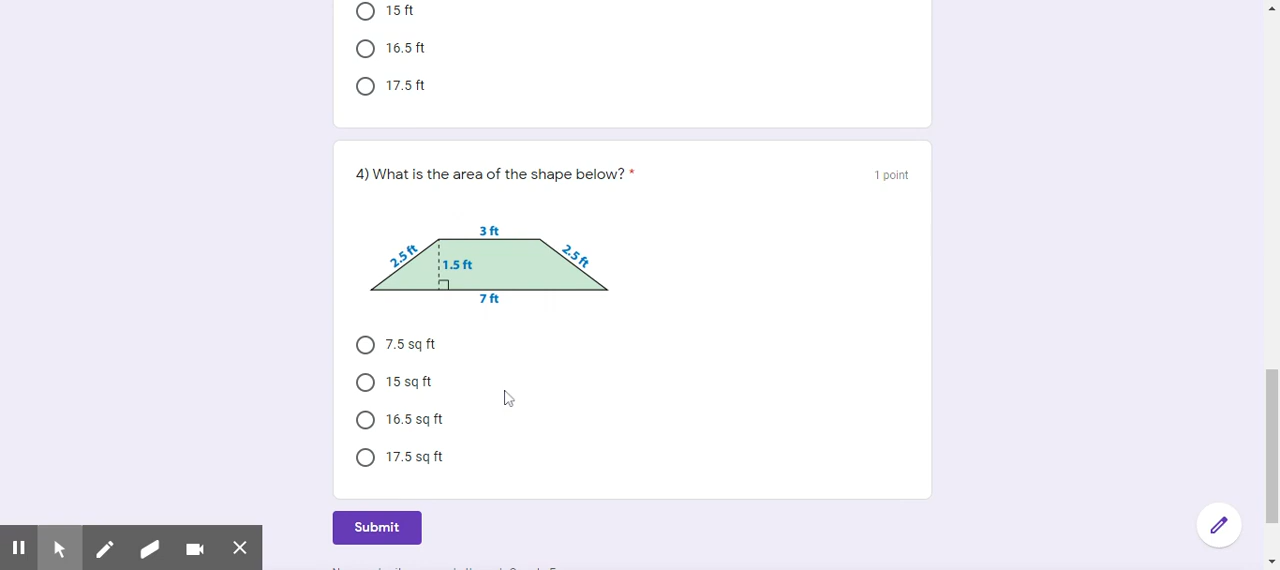 15 ft
16.5 ft
17.5 ft
4) What is the area of the shape below? *
1 point
3 ft
2.5 ft
2.5 ft
1.5 ft
7 ft
7.5 sq ft
15 sq ft
16.5 sq ft
17.5 sq ft
Submit